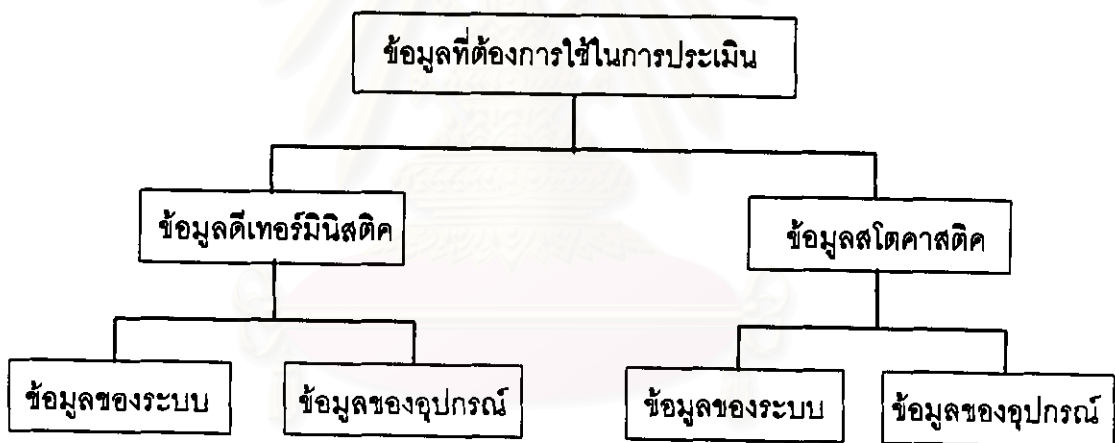 ข้อมูลที่ต้องการใช้ในการประเมิน
ข้อมูลดีเทอร์มินิสติค
ข้อมูลสโตคาสติค
ข้อมูลของระบบ
ข้อมูลของอุปกรณ์
ข้อมูลของระบบ
ข้อมูลของอุปกรณ์